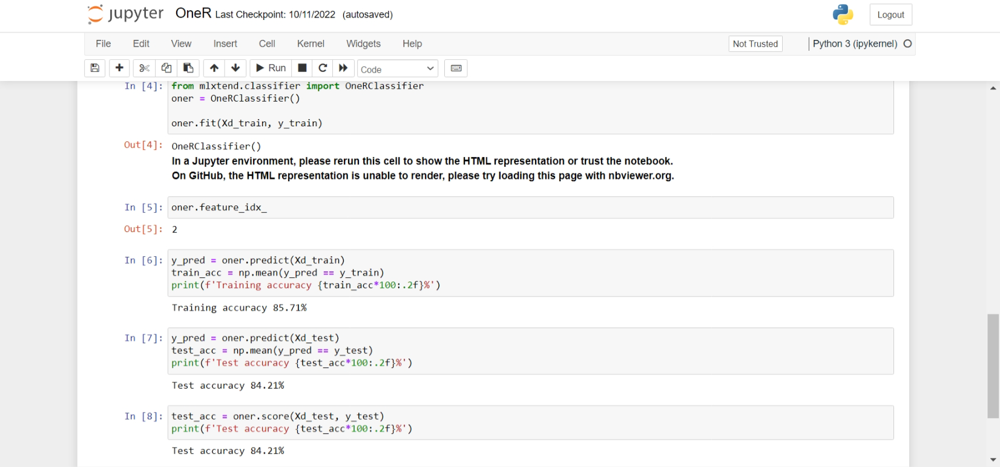 jupyter OneR Last Checkpoint: 10/11/2022 (autosaved) Logout
File Edit View Insert Cell Kernel Widgets Help Not Trusted Python 3 (ipykernel)
Run Code
In [4]: from mlxtend.classifier import OneRClassifier
oner = OneRClassifier()
oner.fit(Xd_train, y_train)
Out[4]: OneRClassifier()
In a Jupyter environment, please rerun this cell to show the HTML representation or trust the notebook.
On GitHub, the HTML representation is unable to render, please try loading this page with nbviewer.org.
In [5]: oner.feature_idx_
Out[5]: 2
In [6]: y_pred = oner.predict(Xd_train)
train_acc = np.mean(y_pred == y_train)
print(f'Training accuracy {train_acc*100:.2f}%')
Training accuracy 85.71%
In [7]: y_pred = oner.predict(Xd_test)
test_acc = np.mean(y_pred == y_test)
print(f'Test accuracy {test_acc*100:.2f}%')
Test accuracy 84.21%
In [8]: test_acc = oner.score(Xd_test, y_test)
print(f'Test accuracy {test_acc*100:.2f}%')
Test accuracy 84.21%